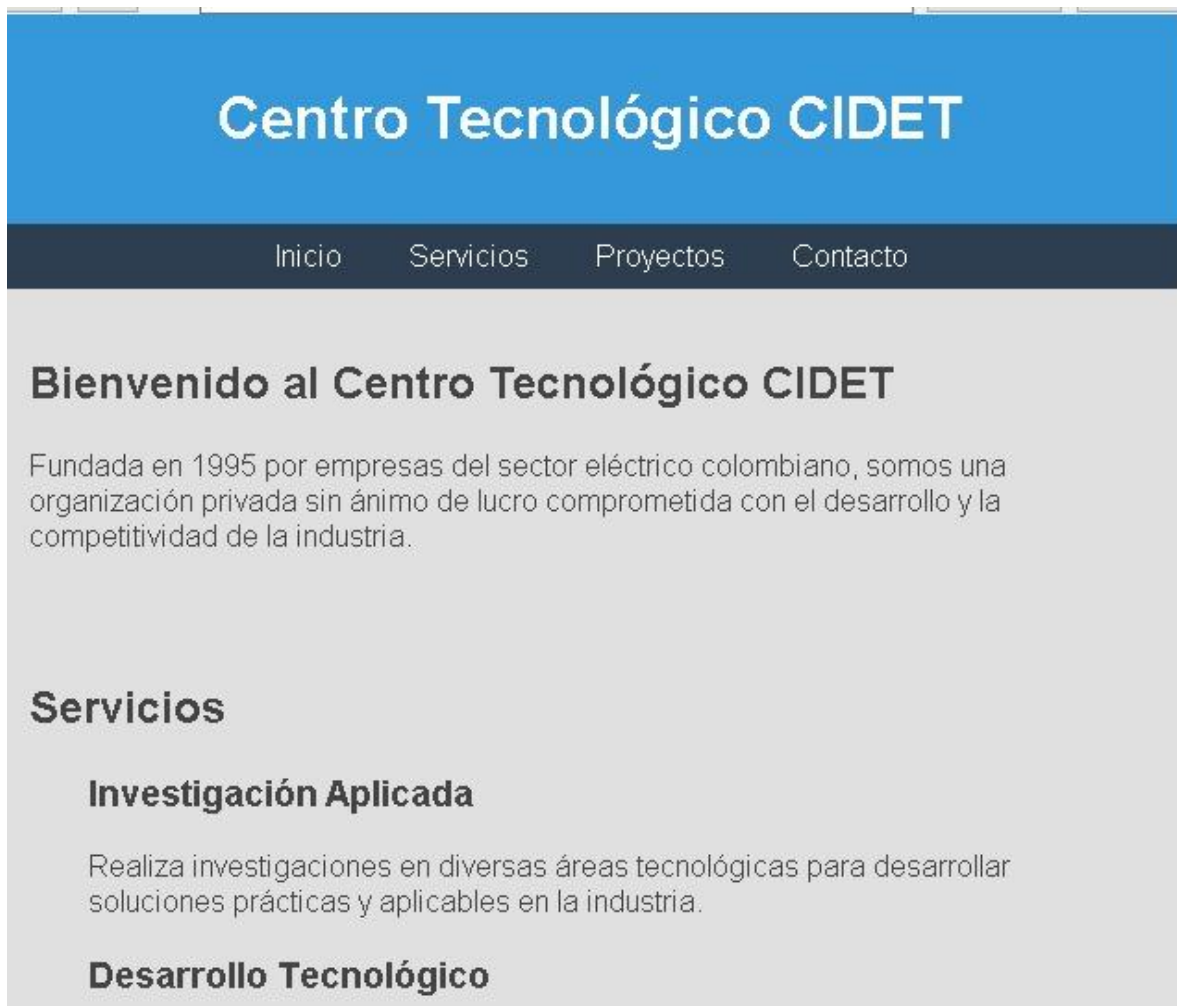 Centro Tecnológico CIDET
Inicio Servicios Proyectos Contacto
Bienvenido al Centro Tecnológico CIDET
Fundada en 1995 por empresas del sector eléctrico colombiano, somos una
organización privada sin ánimo de lucro comprometida con el desarrollo y la
competitividad de la industria.
Servicios
Investigación Aplicada
Realiza investigaciones en diversas áreas tecnológicas para desarrollar
soluciones prácticas y aplicables en la industria.
Desarrollo Tecnológico